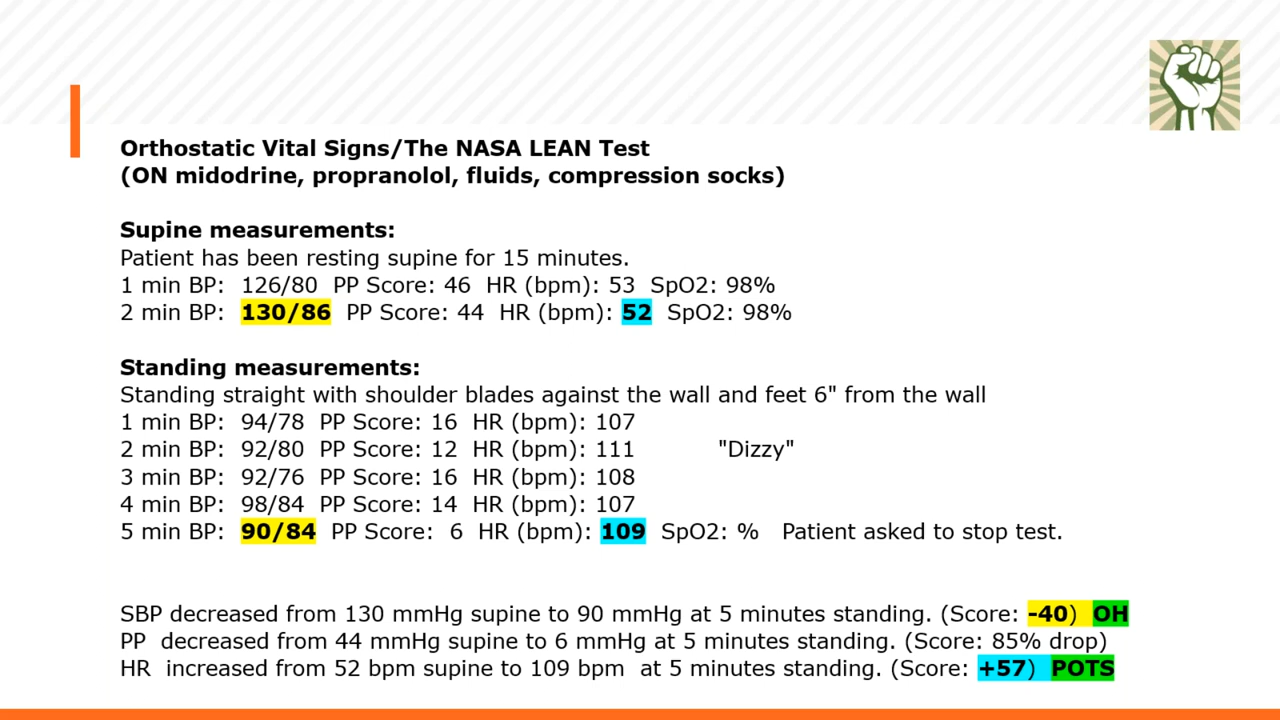 Orthostatic Vital Signs/The NASA LEAN Test
(ON midodrine, propranolol, fluids, compression socks)
Supine measurements:
Patient has been resting supine for 15 minutes.
1 min BP: 126/80 PP Score: 46 HR (bpm): 53 SpO2: 98%
2 min BP: 130/86 PP Score: 44 HR (bpm): 52 SpO2: 98%
Standing measurements:
Standing straight with shoulder blades against the wall and feet 6" from the wall
1 min BP: 94/78 PP Score: 16 HR (bpm): 107
2 min BP: 92/80 PP Score: 12 HR (bpm): 111 "Dizzy"
3 min BP: 92/76 PP Score: 16 HR (bpm): 108
4 min BP: 98/84 PP Score: 14 HR (bpm): 107
5 min BP: 90/84 PP Score: 6 HR (bpm): 109 SpO2: % Patient asked to stop test.
SBP decreased from 130 mmHg supine to 90 mmHg at 5 minutes standing. (Score: -40) OH
PP decreased from 44 mmHg supine to 6 mmHg at 5 minutes standing. (Score: 85% drop)
HR increased from 52 bpm supine to 109 bpm at 5 minutes standing. (Score: +57) POTS